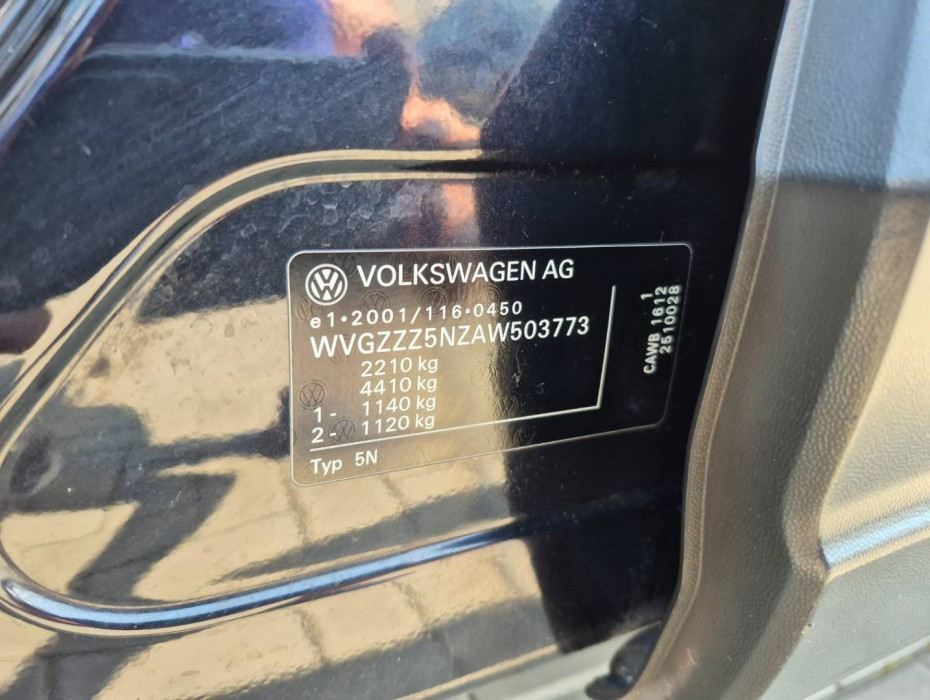 VOLKSWAGEN AG
e1*2001/116*0450
WVGZZZ5NZAW503773
2210 kg
4410 kg
1- 1140 kg
2- 1120 kg
Typ 5N
1
CAWB 1612
2510028